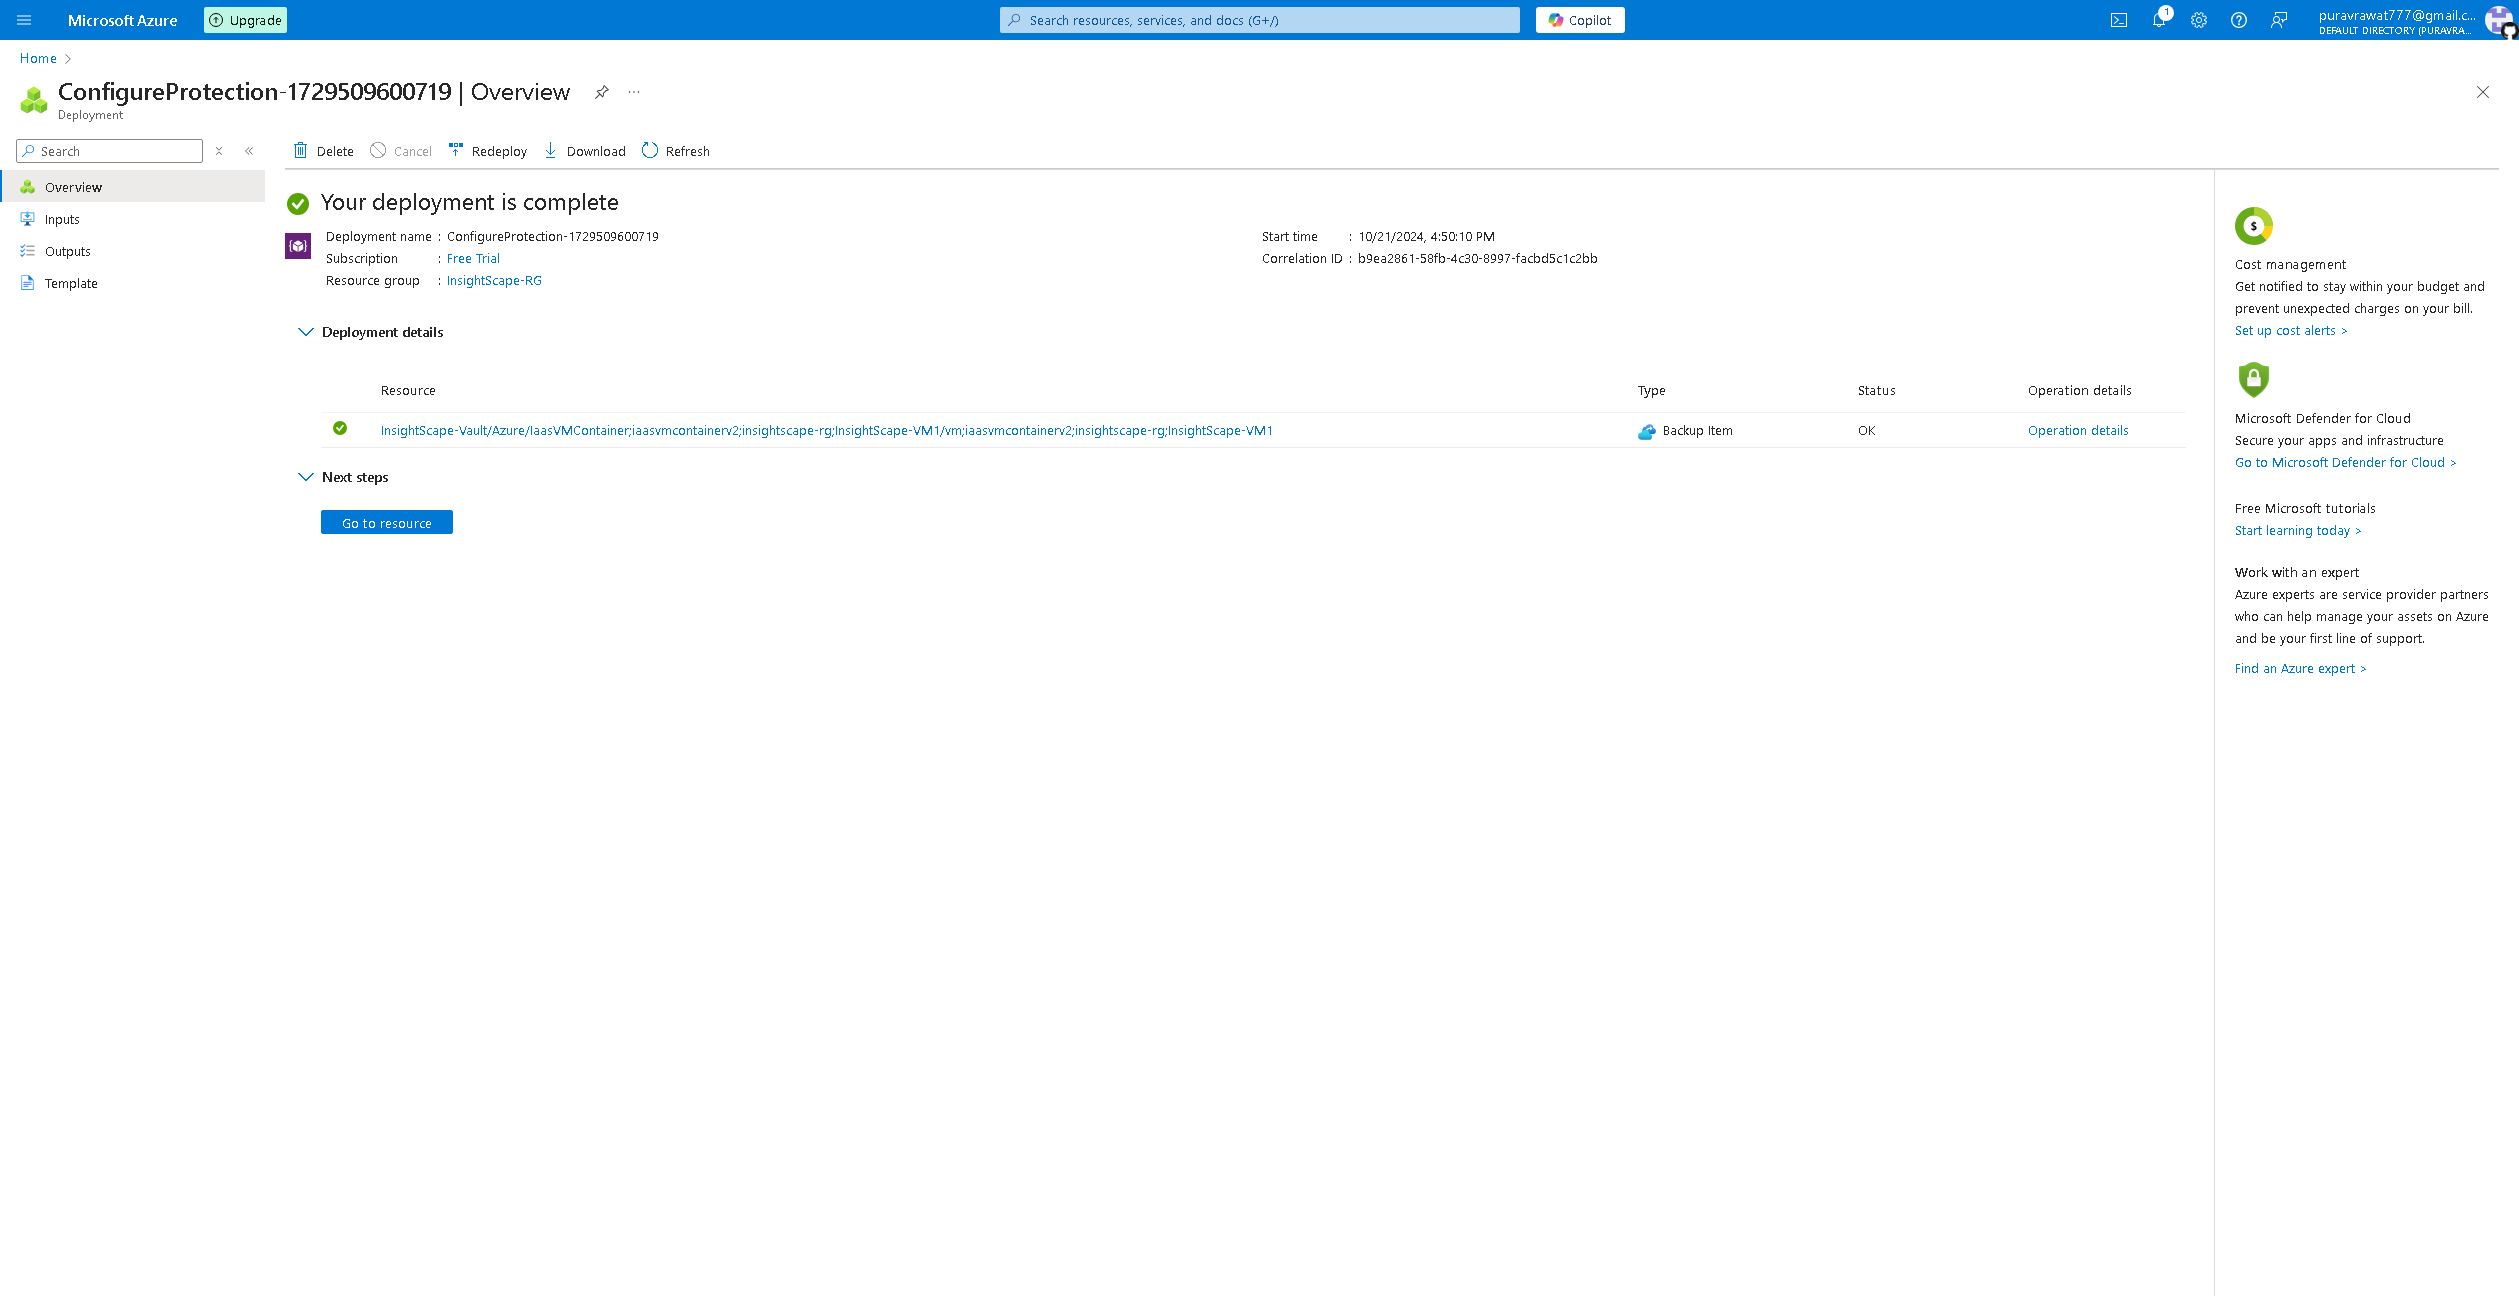 Microsoft Azure
Upgrade
Search resources, services, and docs (G+/)
Copilot
1
puravrawat777@gmail.c...
DEFAULT DIRECTORY (PURAVRA...
Home
ConfigureProtection-1729509600719 | Overview
Deployment
Search
Delete
Cancel
Redeploy
Download
Refresh
Overview
Inputs
Outputs
Template
Your deployment is complete
Deployment name : ConfigureProtection-1729509600719
Subscription : Free Trial
Resource group : InsightScape-RG
Start time : 10/21/2024, 4:50:10 PM
Correlation ID : b9ea2861-58fb-4c30-8997-facbd5c1c2bb
Deployment details
Resource Type Status Operation details
InsightScape-Vault/Azure/IaasVMContainer;iaasvmcontainerv2;insightscape-rg;InsightScape-VM1/vm;iaasvmcontainerv2;insightscape-rg;InsightScape-VM1 Backup Item OK Operation details
Next steps
Go to resource
$
Cost management
Get notified to stay within your budget and
prevent unexpected charges on your bill.
Set up cost alerts >
Microsoft Defender for Cloud
Secure your apps and infrastructure
Go to Microsoft Defender for Cloud >
Free Microsoft tutorials
Start learning today >
Work with an expert
Azure experts are service provider partners
who can help manage your assets on Azure
and be your first line of support.
Find an Azure expert >